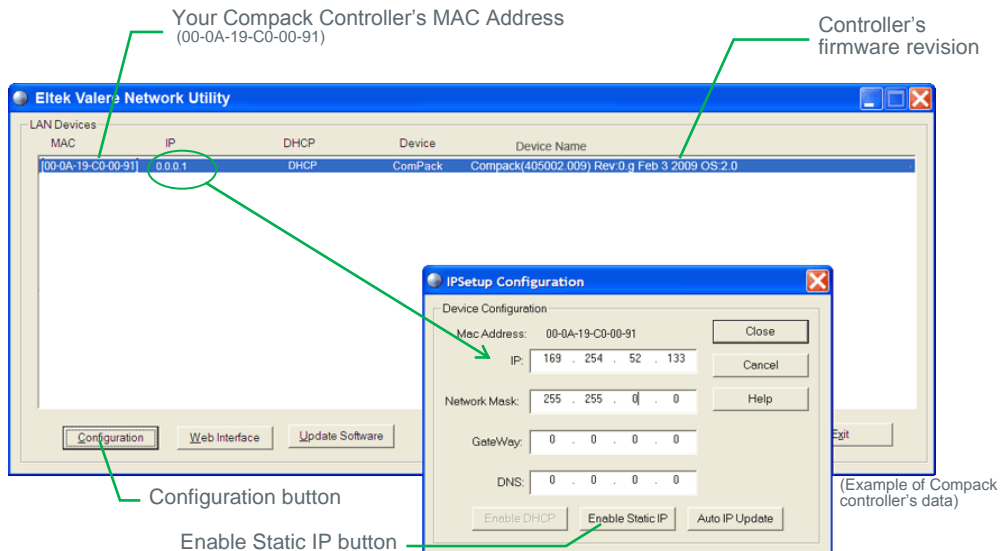 Your Compack Controller's MAC Address
(00-0A-19-C0-00-91)
Controller's
firmware revision
Eltek Valere Network Utility
LAN Devices
MAC IP DHCP Device Device Name
[00-0A-19-C0-00-91] 0.0.0.1 DHCP ComPack Compack(405002.009) Rev:0.g Feb 3 2009 OS:2.0
IPSetup Configuration
Device Configuration
Mac Address: 00-0A-19-C0-00-91 Close
IP: 169 . 254 . 52 . 133 Cancel
Network Mask: 255 . 255 . 0 . 0 Help
GateWay: 0 . 0 . 0 . 0
DNS: 0 . 0 . 0 . 0
Enable DHCP Enable Static IP Auto IP Update
Configuration Web Interface Update Software Exit
(Example of Compack
controller's data)
Configuration button
Enable Static IP button